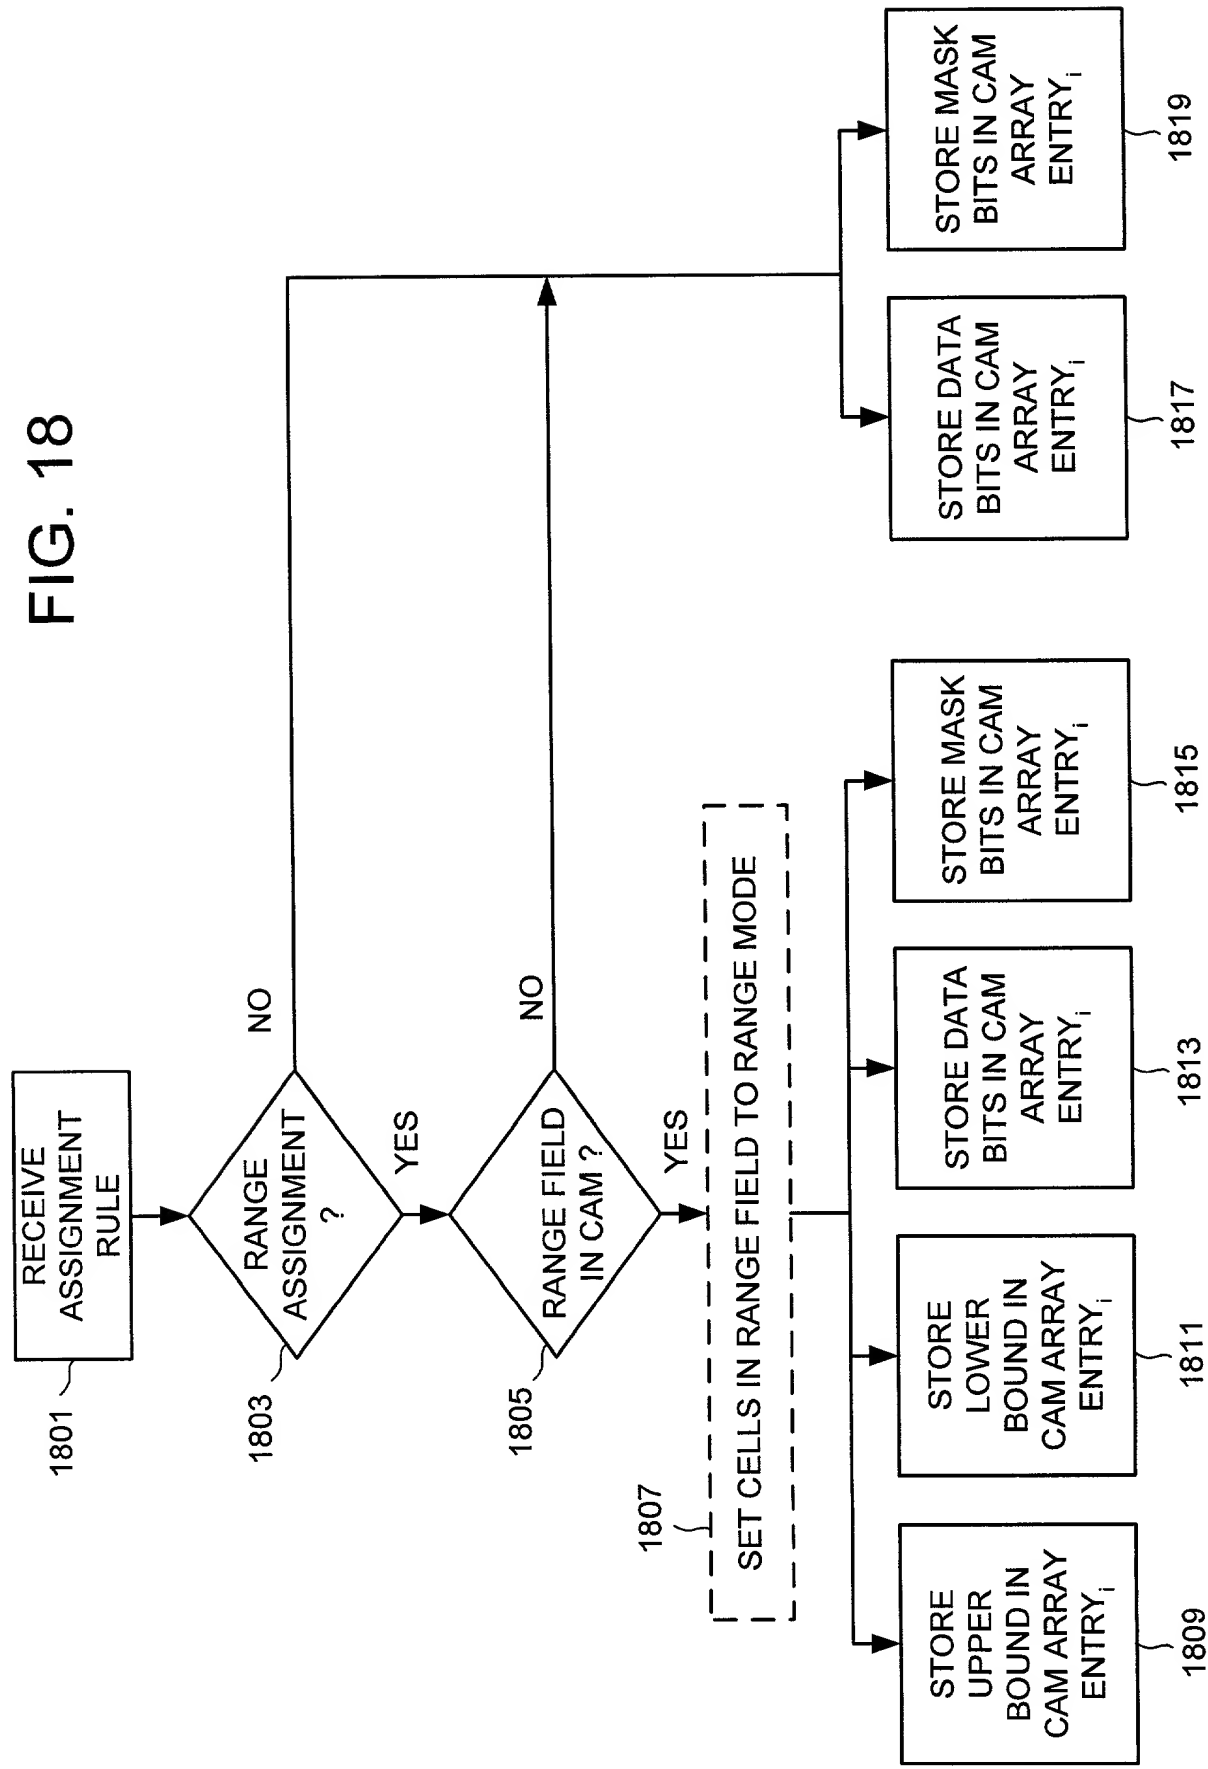 FIG. 18
RECEIVE
ASSIGNMENT
RULE
1801
RANGE
ASSIGNMENT
?
1803
NO
YES
RANGE FIELD
IN CAM ?
1805
NO
YES
1807
SET CELLS IN RANGE FIELD TO RANGE MODE
STORE
UPPER
BOUND IN
CAM ARRAY
ENTRYi
1809
STORE
LOWER
BOUND IN
CAM ARRAY
ENTRYi
1811
STORE DATA
BITS IN CAM
ARRAY
ENTRYi
1813
STORE MASK
BITS IN CAM
ARRAY
ENTRYi
1815
STORE DATA
BITS IN CAM
ARRAY
ENTRYi
1817
STORE MASK
BITS IN CAM
ARRAY
ENTRYi
1819